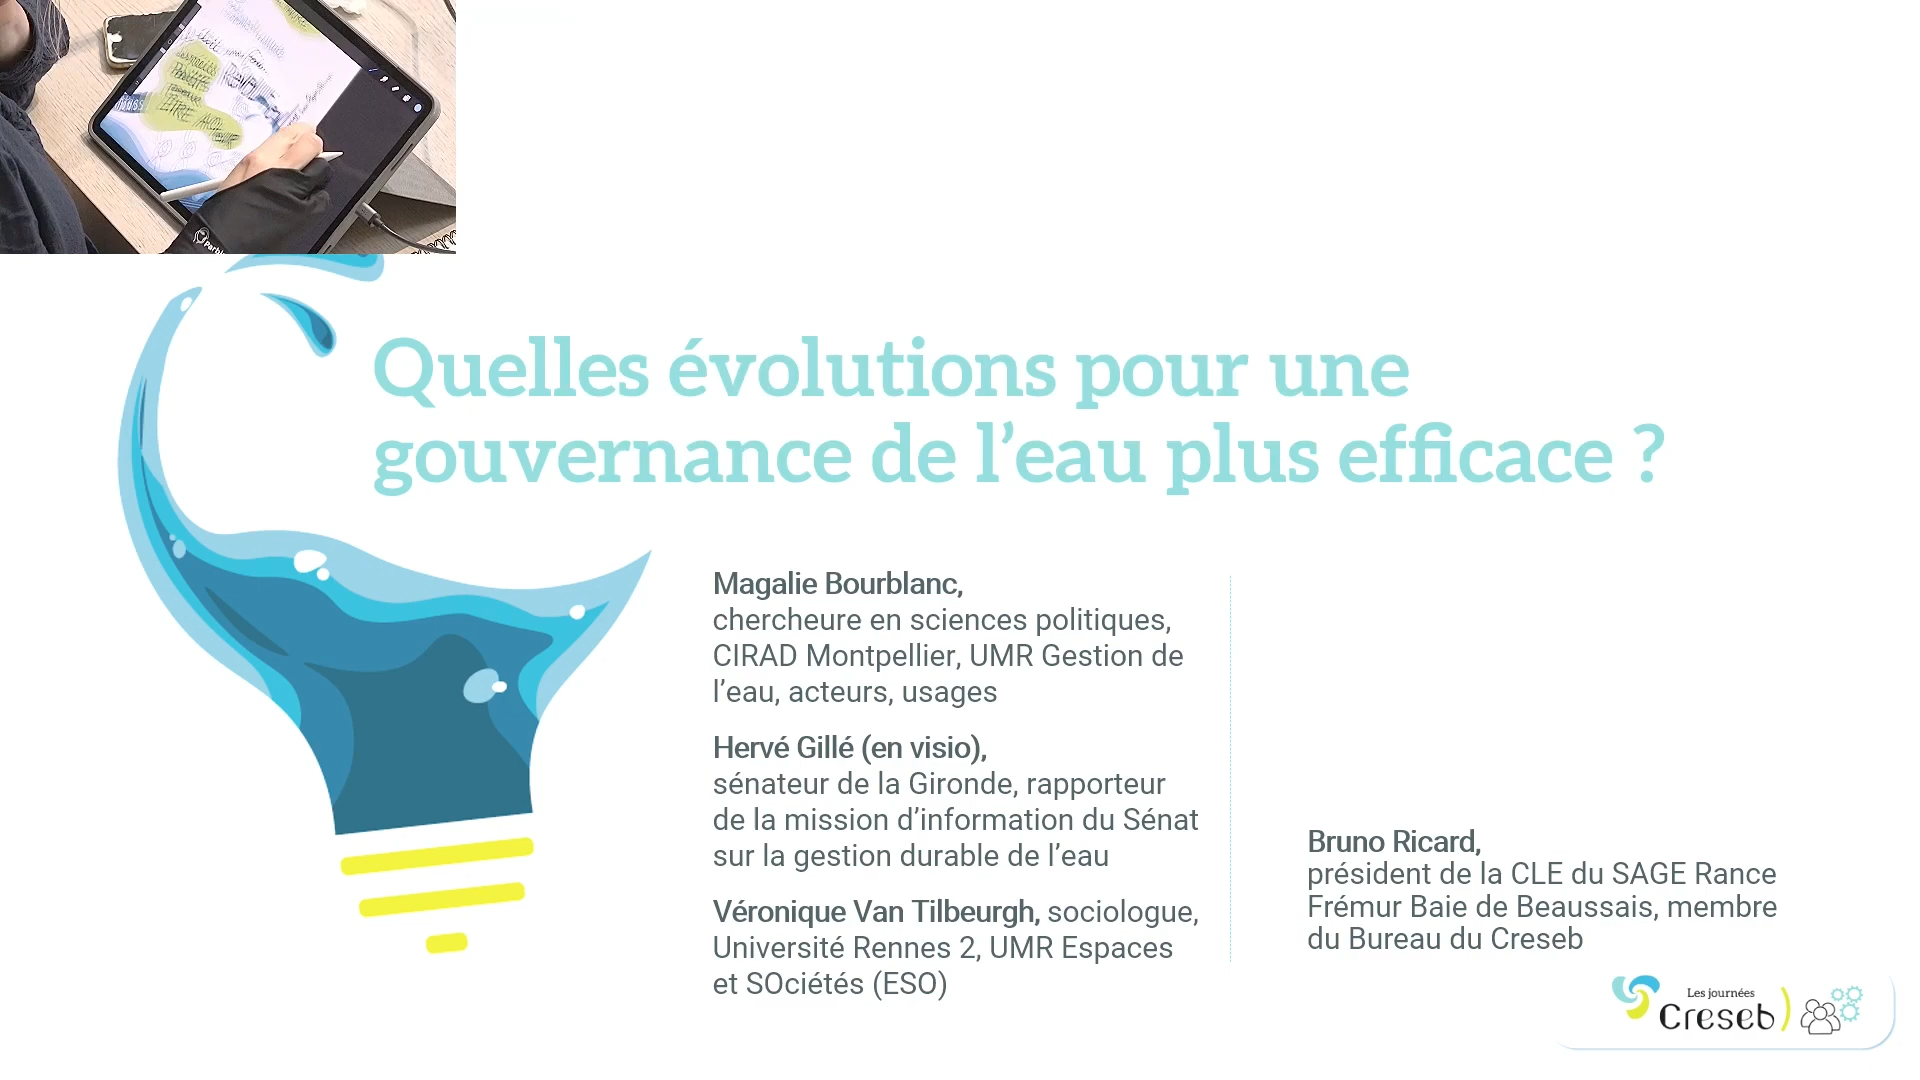 Quelles évolutions pour une
gouvernance de l’eau plus efficace ?
Magalie Bourblanc,
chercheure en sciences politiques,
CIRAD Montpellier, UMR Gestion de
l’eau, acteurs, usages
Hervé Gillé (en visio),
sénateur de la Gironde, rapporteur
de la mission d’information du Sénat
sur la gestion durable de l’eau
Véronique Van Tilbeurgh, sociologue,
Université Rennes 2, UMR Espaces
et SOciétés (ESO)
Bruno Ricard,
président de la CLE du SAGE Rance
Frémur Baie de Beaussais, membre
du Bureau du Creseb
Les journées
Creseb